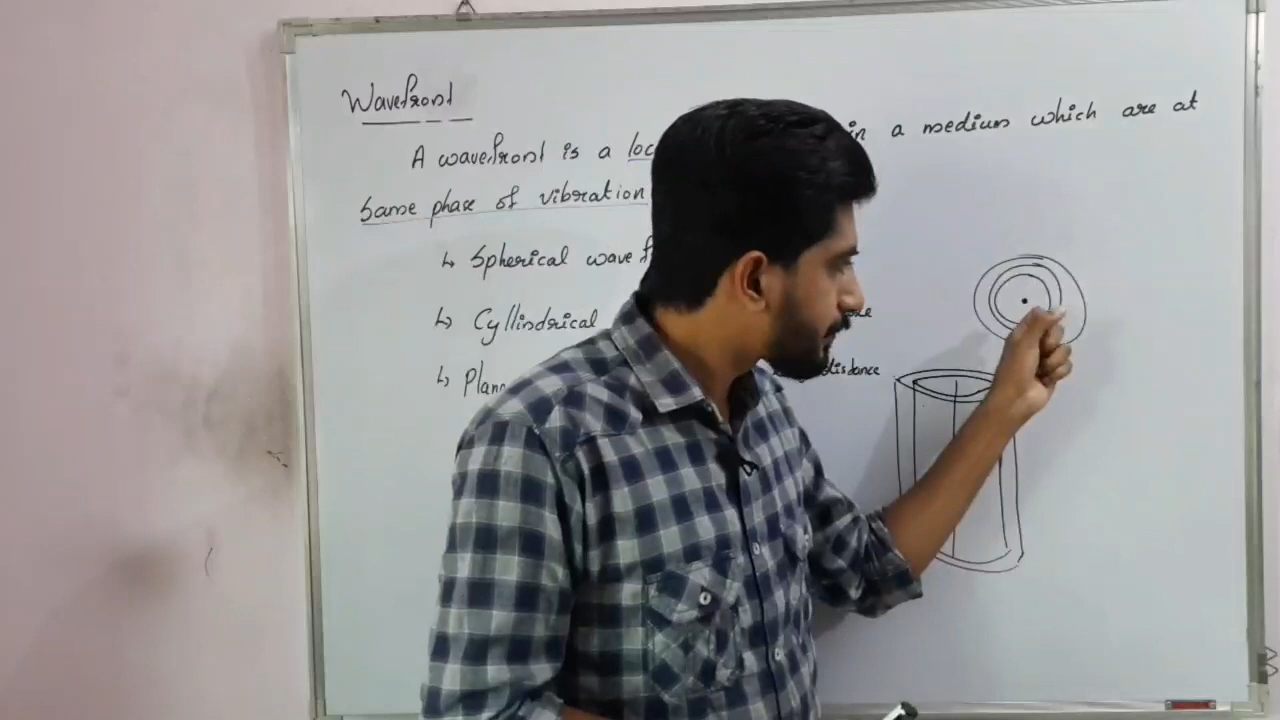 Wavefront
A wavefront is a loc in a medium which are at
Same phase of vibration
↳ Spherical wave f
↳ Cyllindrical
↳ Plan distance